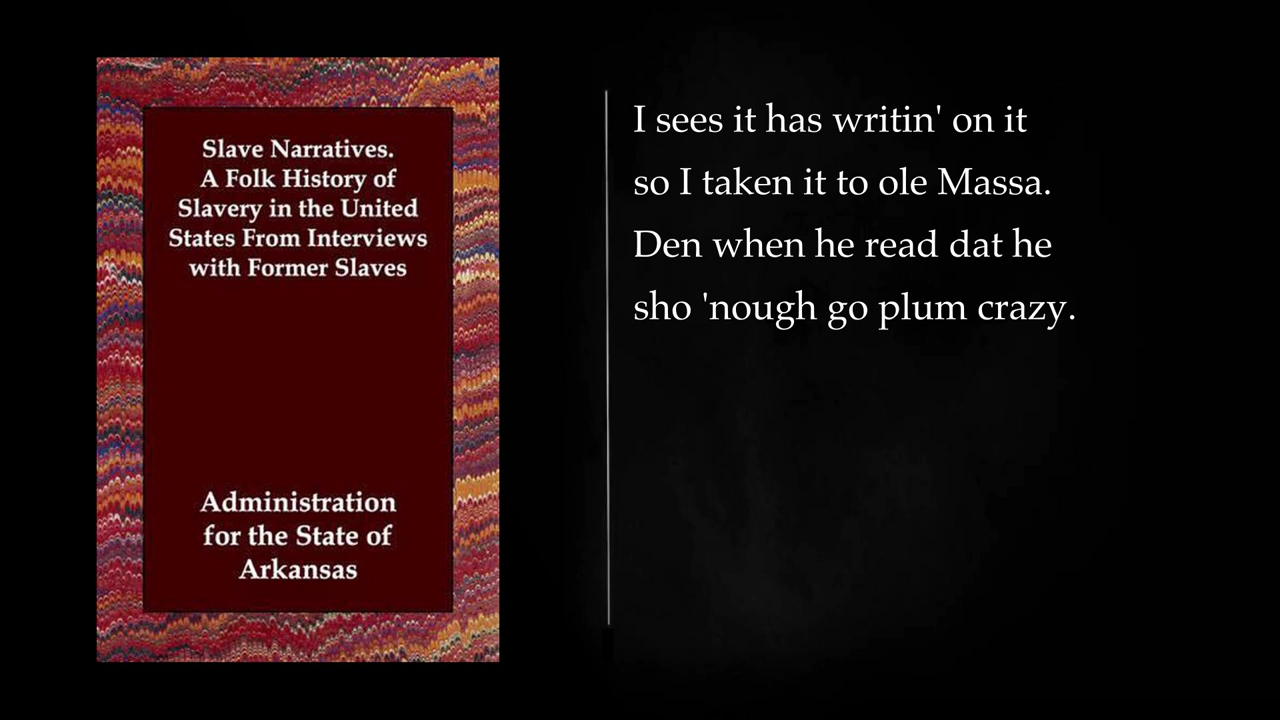 Slave Narratives.
A Folk History of
Slavery in the United
States From Interviews
with Former Slaves
Administration
for the State of
Arkansas
I sees it has writin' on it
so I taken it to ole Massa.
Den when he read dat he
sho 'nough go plum crazy.